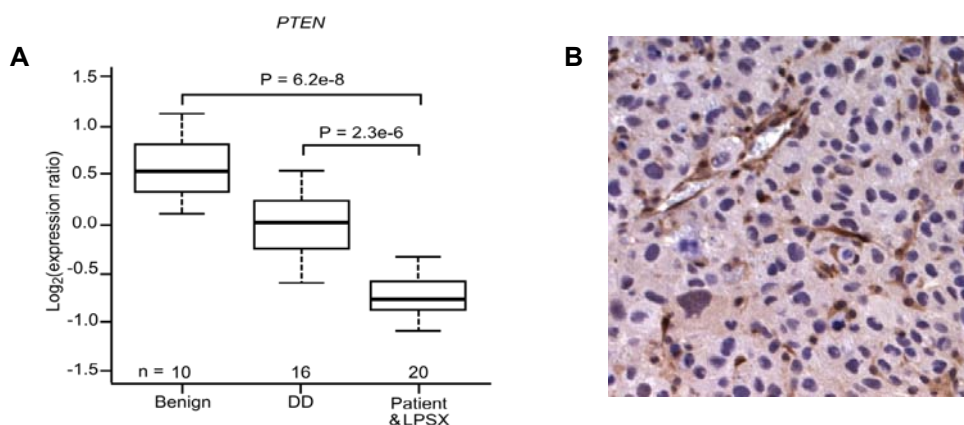 PTEN
A
B
1.5
1.0
0.5
0.0
-0.5
-1.0
-1.5
Log2(expression ratio)
P = 6.2e-8
P = 2.3e-6
n = 10 16 20
Benign DD Patient
&LPSX